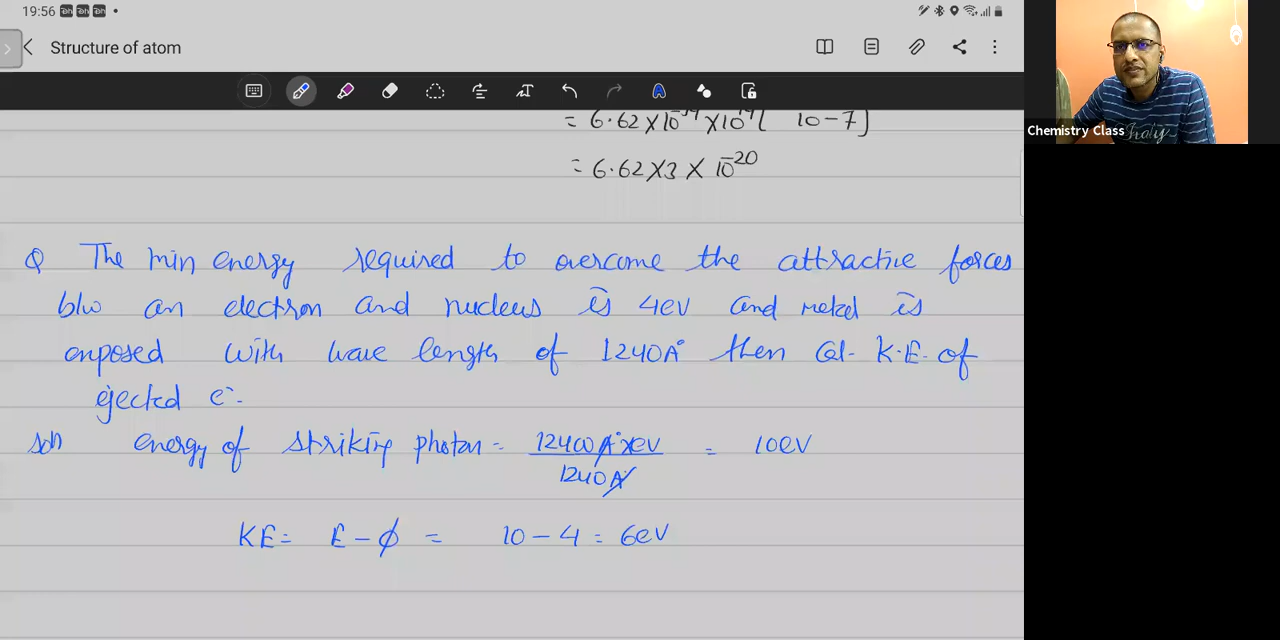 19:56
Structure of atom
Chemistry Class
= 6.62 × 10⁻³⁴ × 10¹⁴ [ 10 - 7 ]
= 6.62 × 3 × 10⁻²⁰
Q The min energy required to overcome the attractive forces
b/w an electron and nucleus is 4eV and metal is
exposed with wave length of 1240A° then Cal. K.E. of
ejected e⁻.
Soln energy of striking photon = 12400 A° × eV / 1240 A = 10eV
KE = E - ϕ = 10 - 4 = 6eV